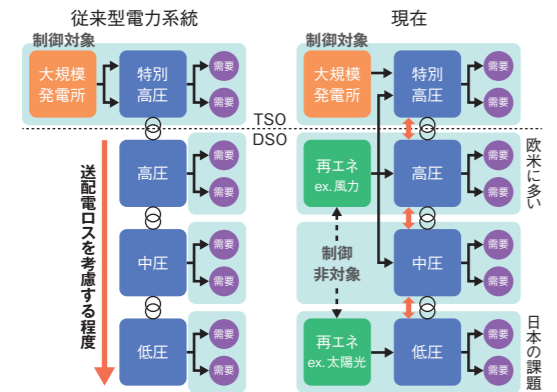 従来型電力系統
制御対象
大規模
発電所
特別
高圧
需要
需要
TSO
DSO
高圧
需要
需要
中圧
需要
需要
低圧
需要
需要
送配電ロスを考慮する程度
現在
制御対象
大規模
発電所
特別
高圧
需要
需要
再エネ
ex.風力
高圧
需要
需要
欧米に多い
制御
非対象
中圧
需要
需要
再エネ
ex.太陽光
低圧
需要
需要
日本の課題